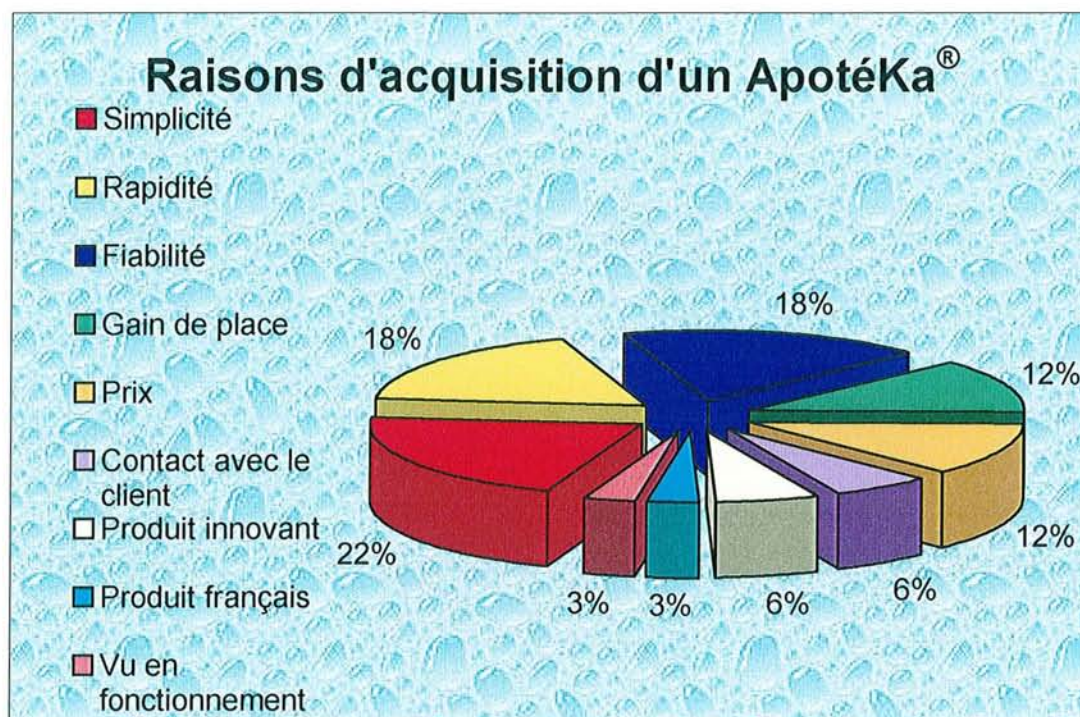 Raisons d'acquisition d'un ApotéKa®
Simplicité
Rapidité
Fiabilité
Gain de place
Prix
Contact avec le
client
Produit innovant
Produit français
Vu en
fonctionnement
18%
18%
12%
12%
6%
6%
3%
3%
22%